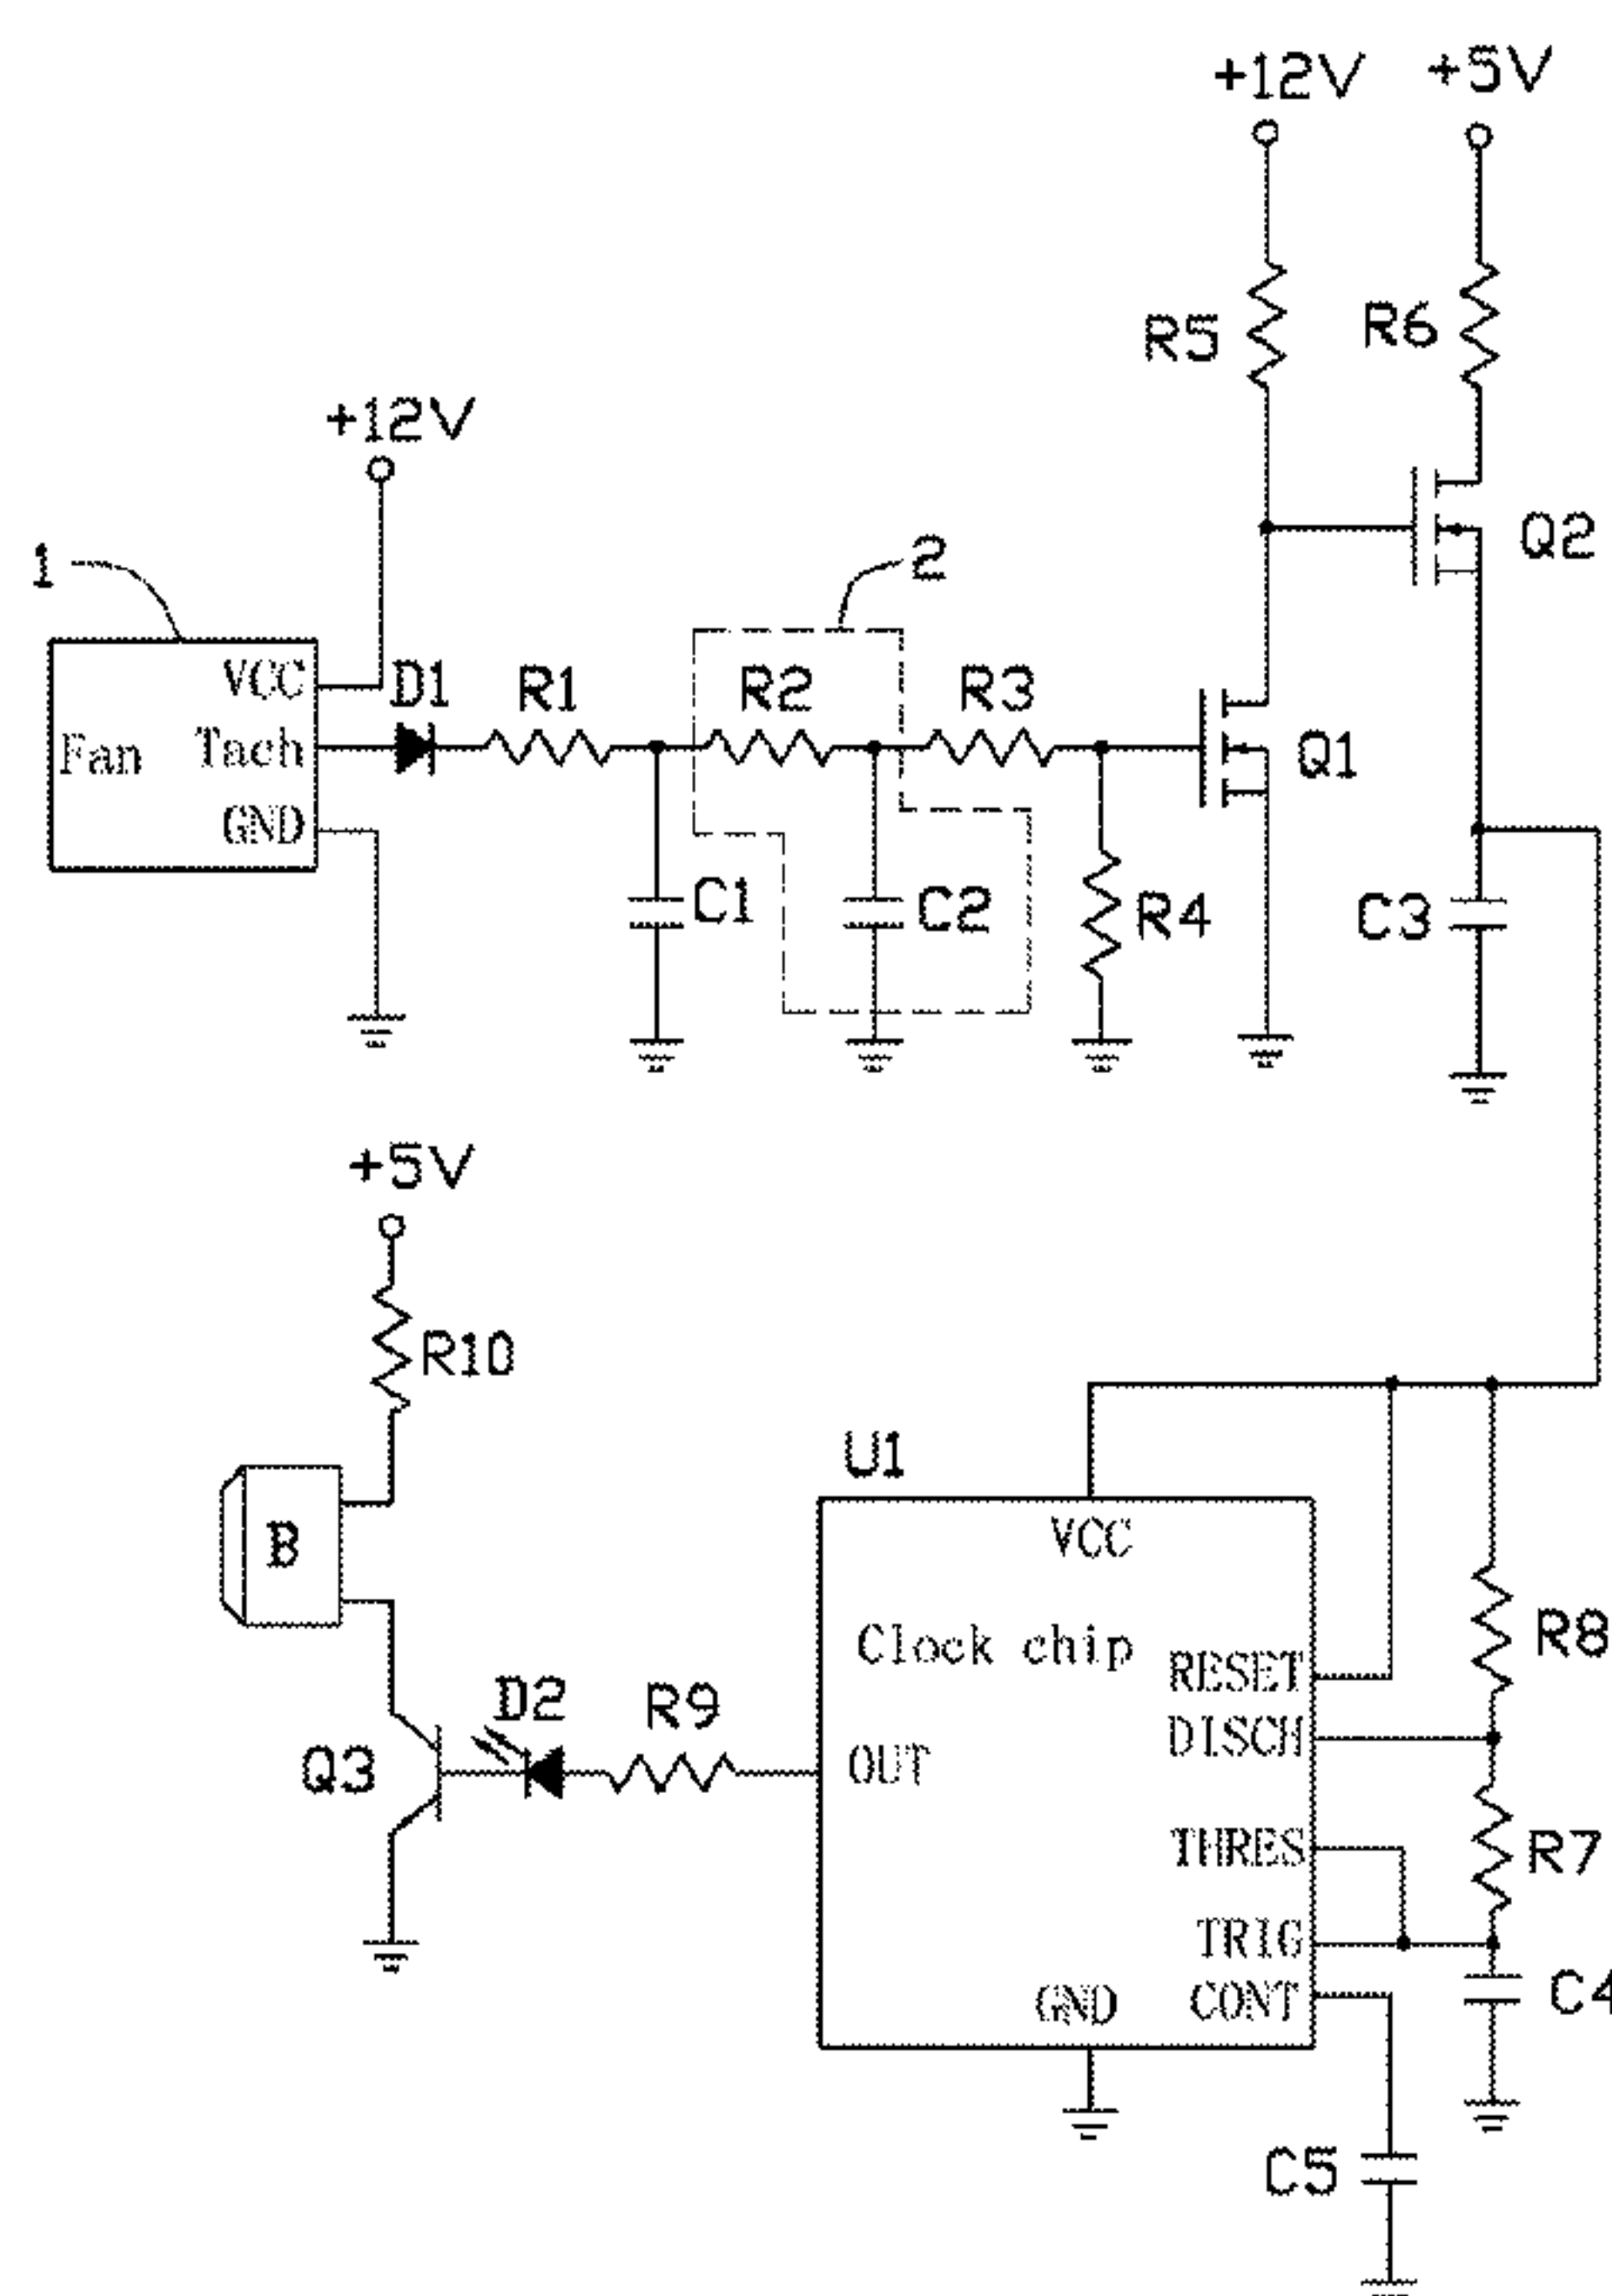 +12V
+5V
R5
R6
+12V
Q2
1
2
VCC
D1
R1
R2
R3
Fan
Tach
Q1
GND
C1
C2
R4
C3
+5V
R10
U1
B
VCC
Clock chip
R8
RESET
D2
R9
DISCH
Q3
OUT
THRES
R7
TRIG
GND
CONT
C4
C5